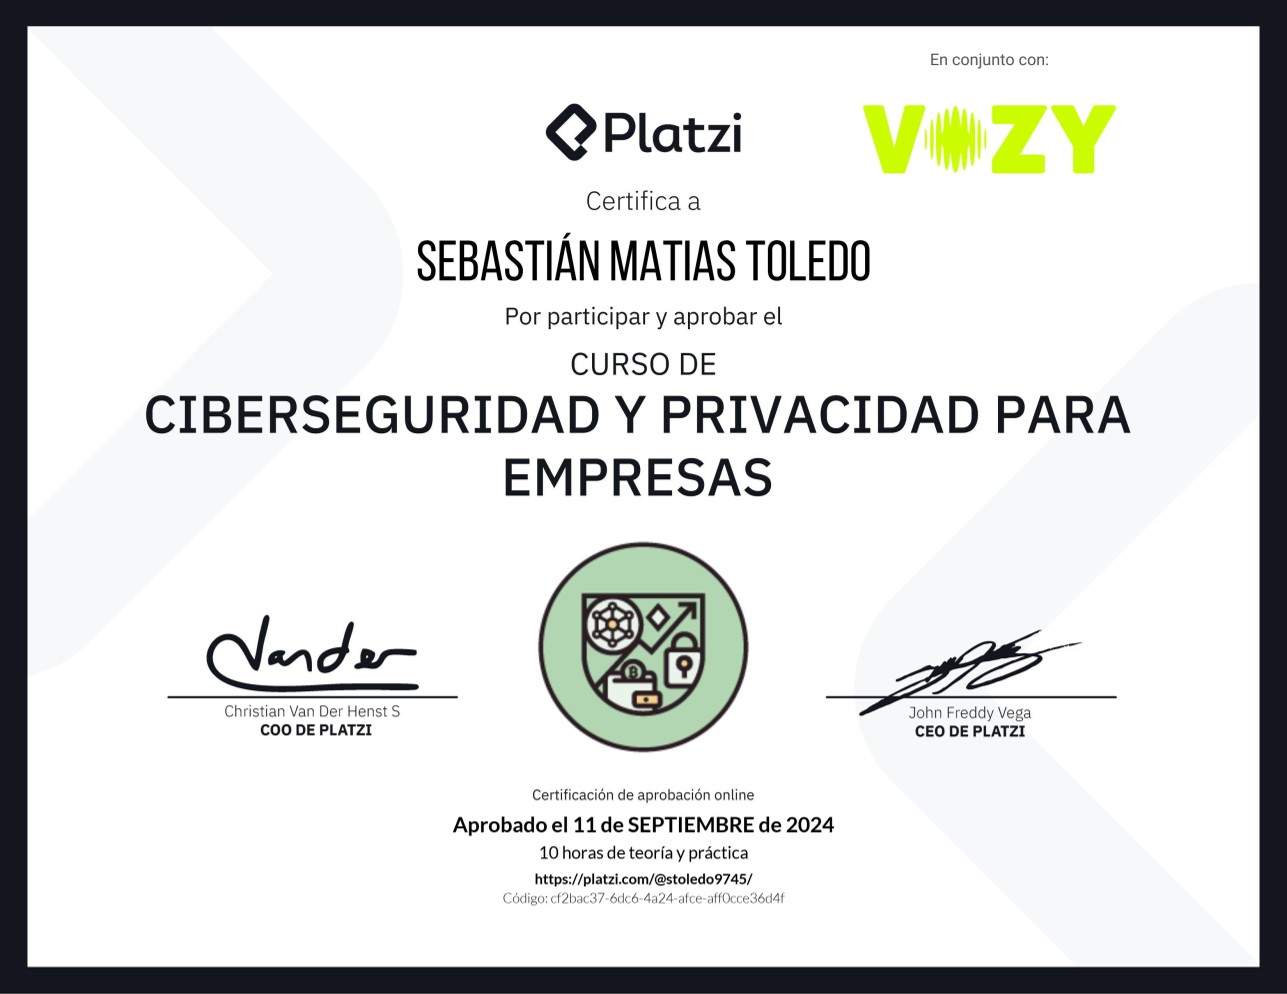 En conjunto con:
Platzi
VOZY
Certifica a
SEBASTIÁN MATIAS TOLEDO
Por participar y aprobar el
CURSO DE
CIBERSEGURIDAD Y PRIVACIDAD PARA
EMPRESAS
Vander
Christian Van Der Henst S
COO DE PLATZI
John Freddy Vega
CEO DE PLATZI
Certificación de aprobación online
Aprobado el 11 de SEPTIEMBRE de 2024
10 horas de teoría y práctica
https://platzi.com/@stoledo9745/
Código: cf2bac37-6dc6-4a24-afce-aff0cce36d4f